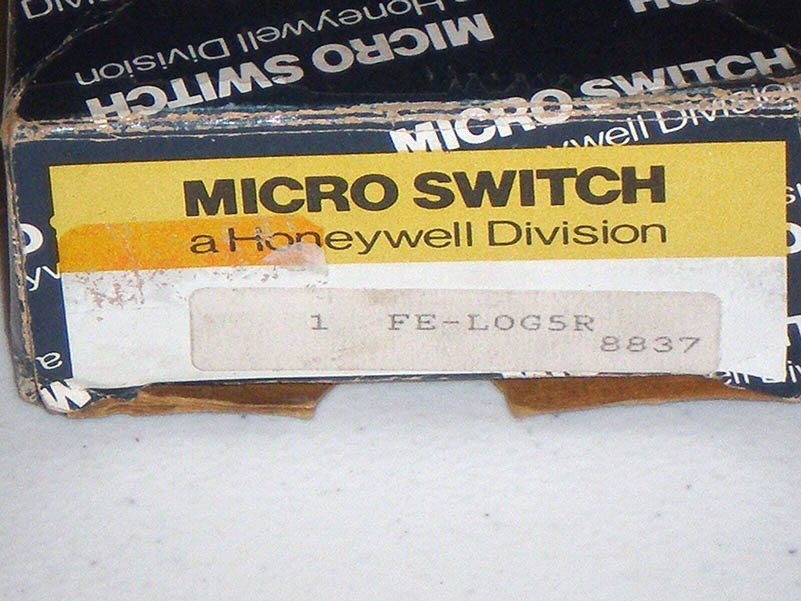 a Honeywell Division
MICRO SWITCH
MICRO SWITCH
MICRO SWITCH
a Honeywell Division
1 FE-LOG5R
8837